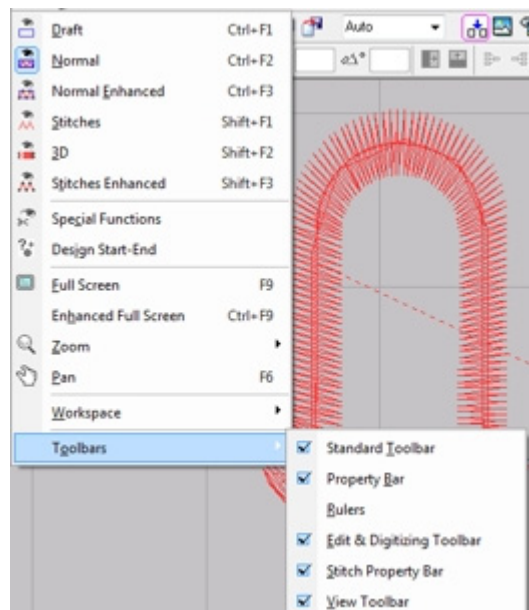 Auto
Draft Ctrl+F1
Normal Ctrl+F2
Normal Enhanced Ctrl+F3
Stitches Shift+F1
3D Shift+F2
Stitches Enhanced Shift+F3
Special Functions
Design Start-End
Full Screen F9
Enhanced Full Screen Ctrl+F9
Zoom
Pan F6
Workspace
Toolbars
Standard Toolbar
Property Bar
Rulers
Edit & Digitizing Toolbar
Stitch Property Bar
View Toolbar